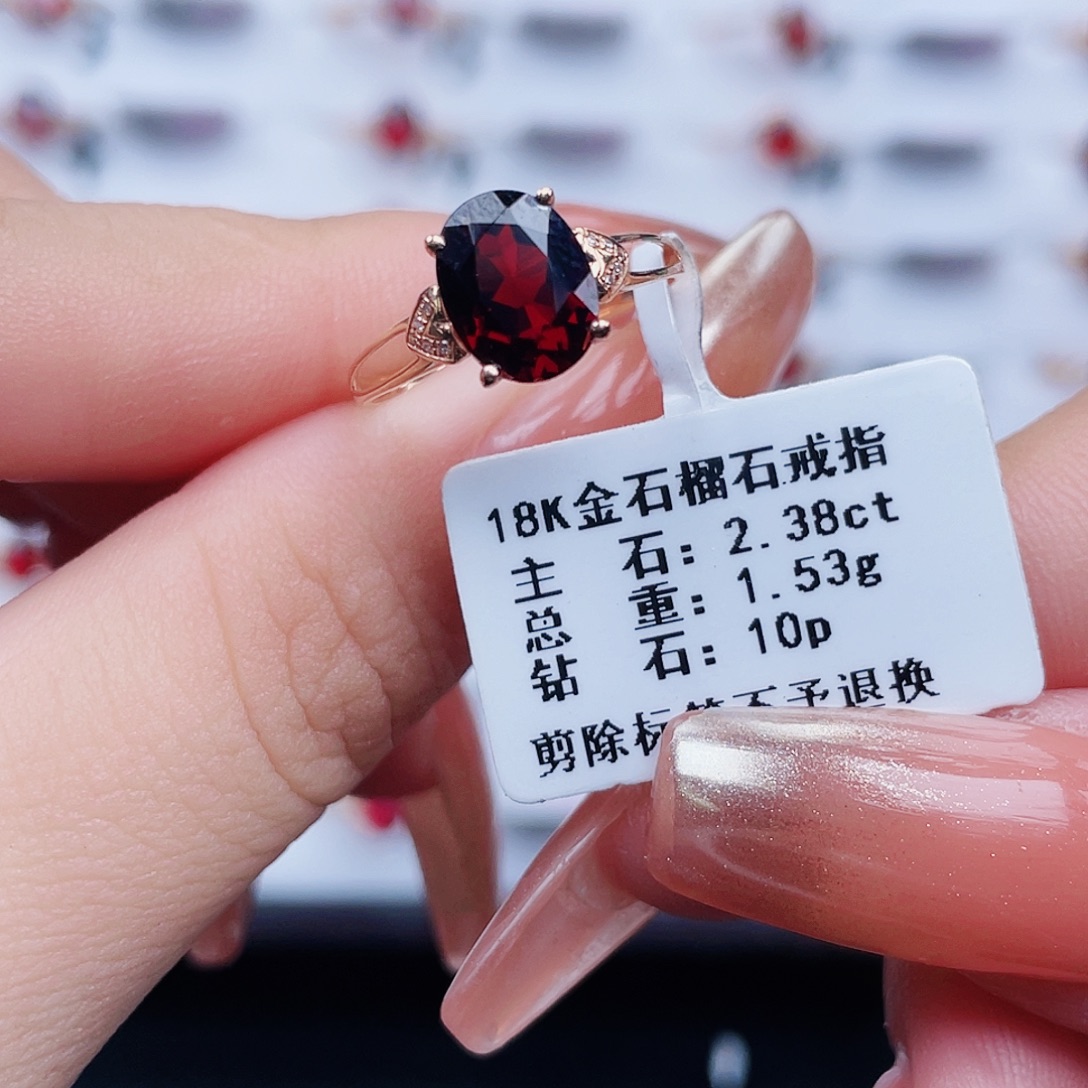 18K金石榴石戒指
主 石: 2.38ct
总 重: 1.53g
钻 石: 10p
剪除标签不予退换